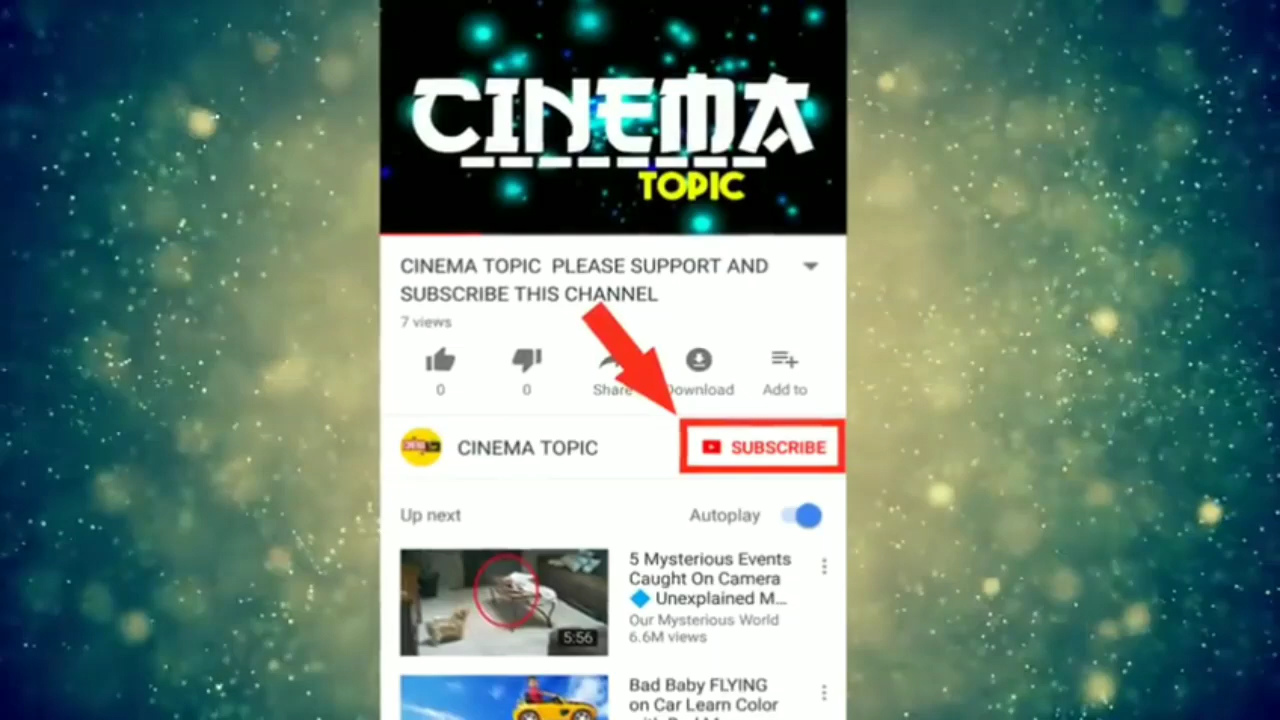 CINEMA
TOPIC
CINEMA TOPIC PLEASE SUPPORT AND
SUBSCRIBE THIS CHANNEL
7 views
0
0
Share
Download
Add to
CINEMA TOPIC
SUBSCRIBE
Up next
Autoplay
5 Mysterious Events
Caught On Camera
🔷 Unexplained M...
Our Mysterious World
6.6M views
5:56
Bad Baby FLYING
on Car Learn Color